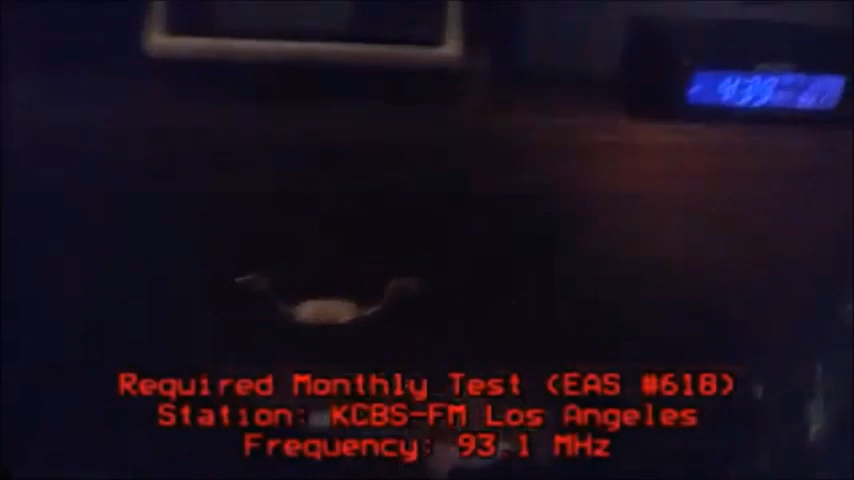 Required Monthly Test (EAS #618)
Station: KCBS-FM Los Angeles
Frequency: 93.1 MHz